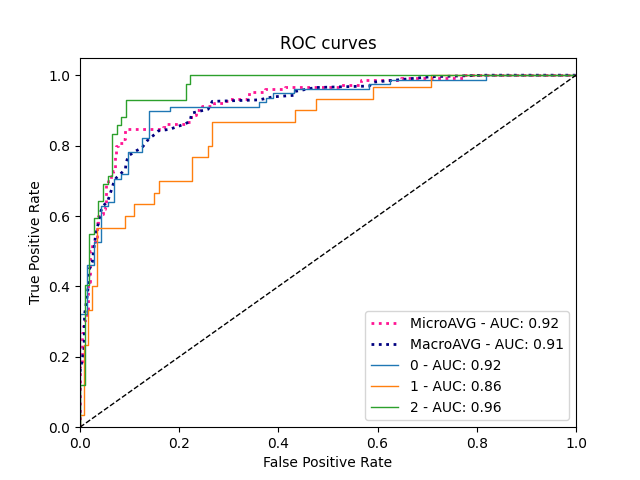 ROC curves
True Positive Rate
1.0
0.8
0.6
0.4
0.2
0.0
MicroAVG - AUC: 0.92
MacroAVG - AUC: 0.91
0 - AUC: 0.92
1 - AUC: 0.86
2 - AUC: 0.96
0.0 0.2 0.4 0.6 0.8 1.0
False Positive Rate